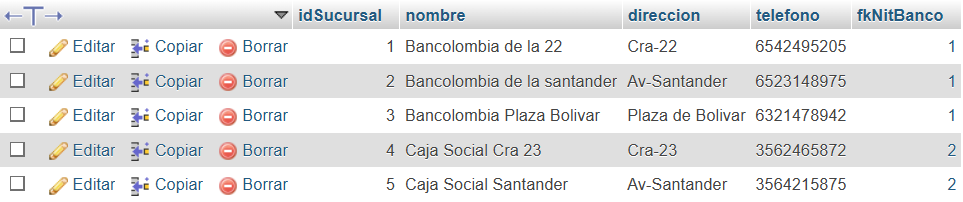 idSucursal nombre direccion telefono fkNitBanco
Editar Copiar Borrar 1 Bancolombia de la 22 Cra-22 6542495205 1
Editar Copiar Borrar 2 Bancolombia de la santander Av-Santander 6523148975 1
Editar Copiar Borrar 3 Bancolombia Plaza Bolivar Plaza de Bolivar 6321478942 1
Editar Copiar Borrar 4 Caja Social Cra 23 Cra-23 3562465872 2
Editar Copiar Borrar 5 Caja Social Santander Av-Santander 3564215875 2